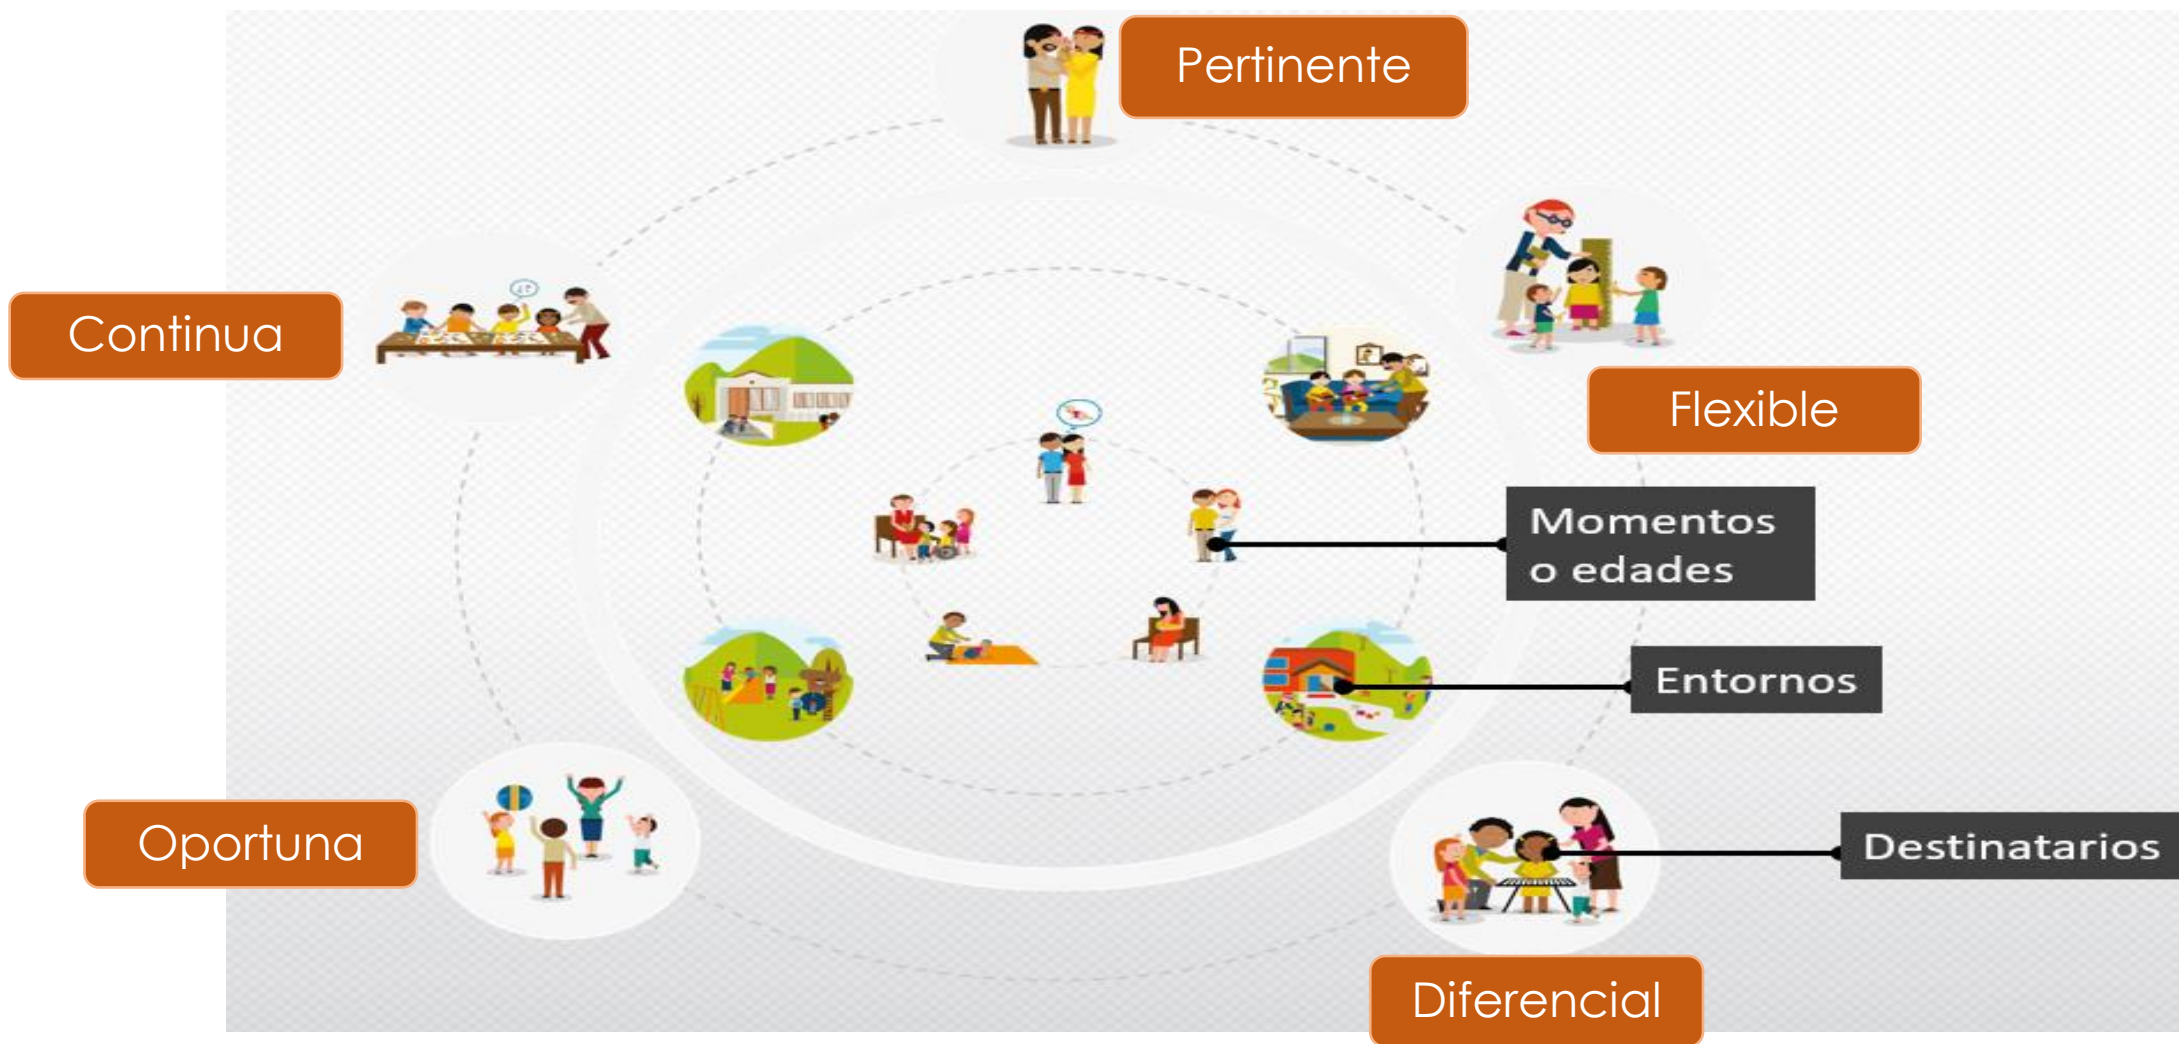 Pertinente
Continua
Flexible
Momentos
o edades
Entornos
Oportuna
Destinatarios
Diferencial